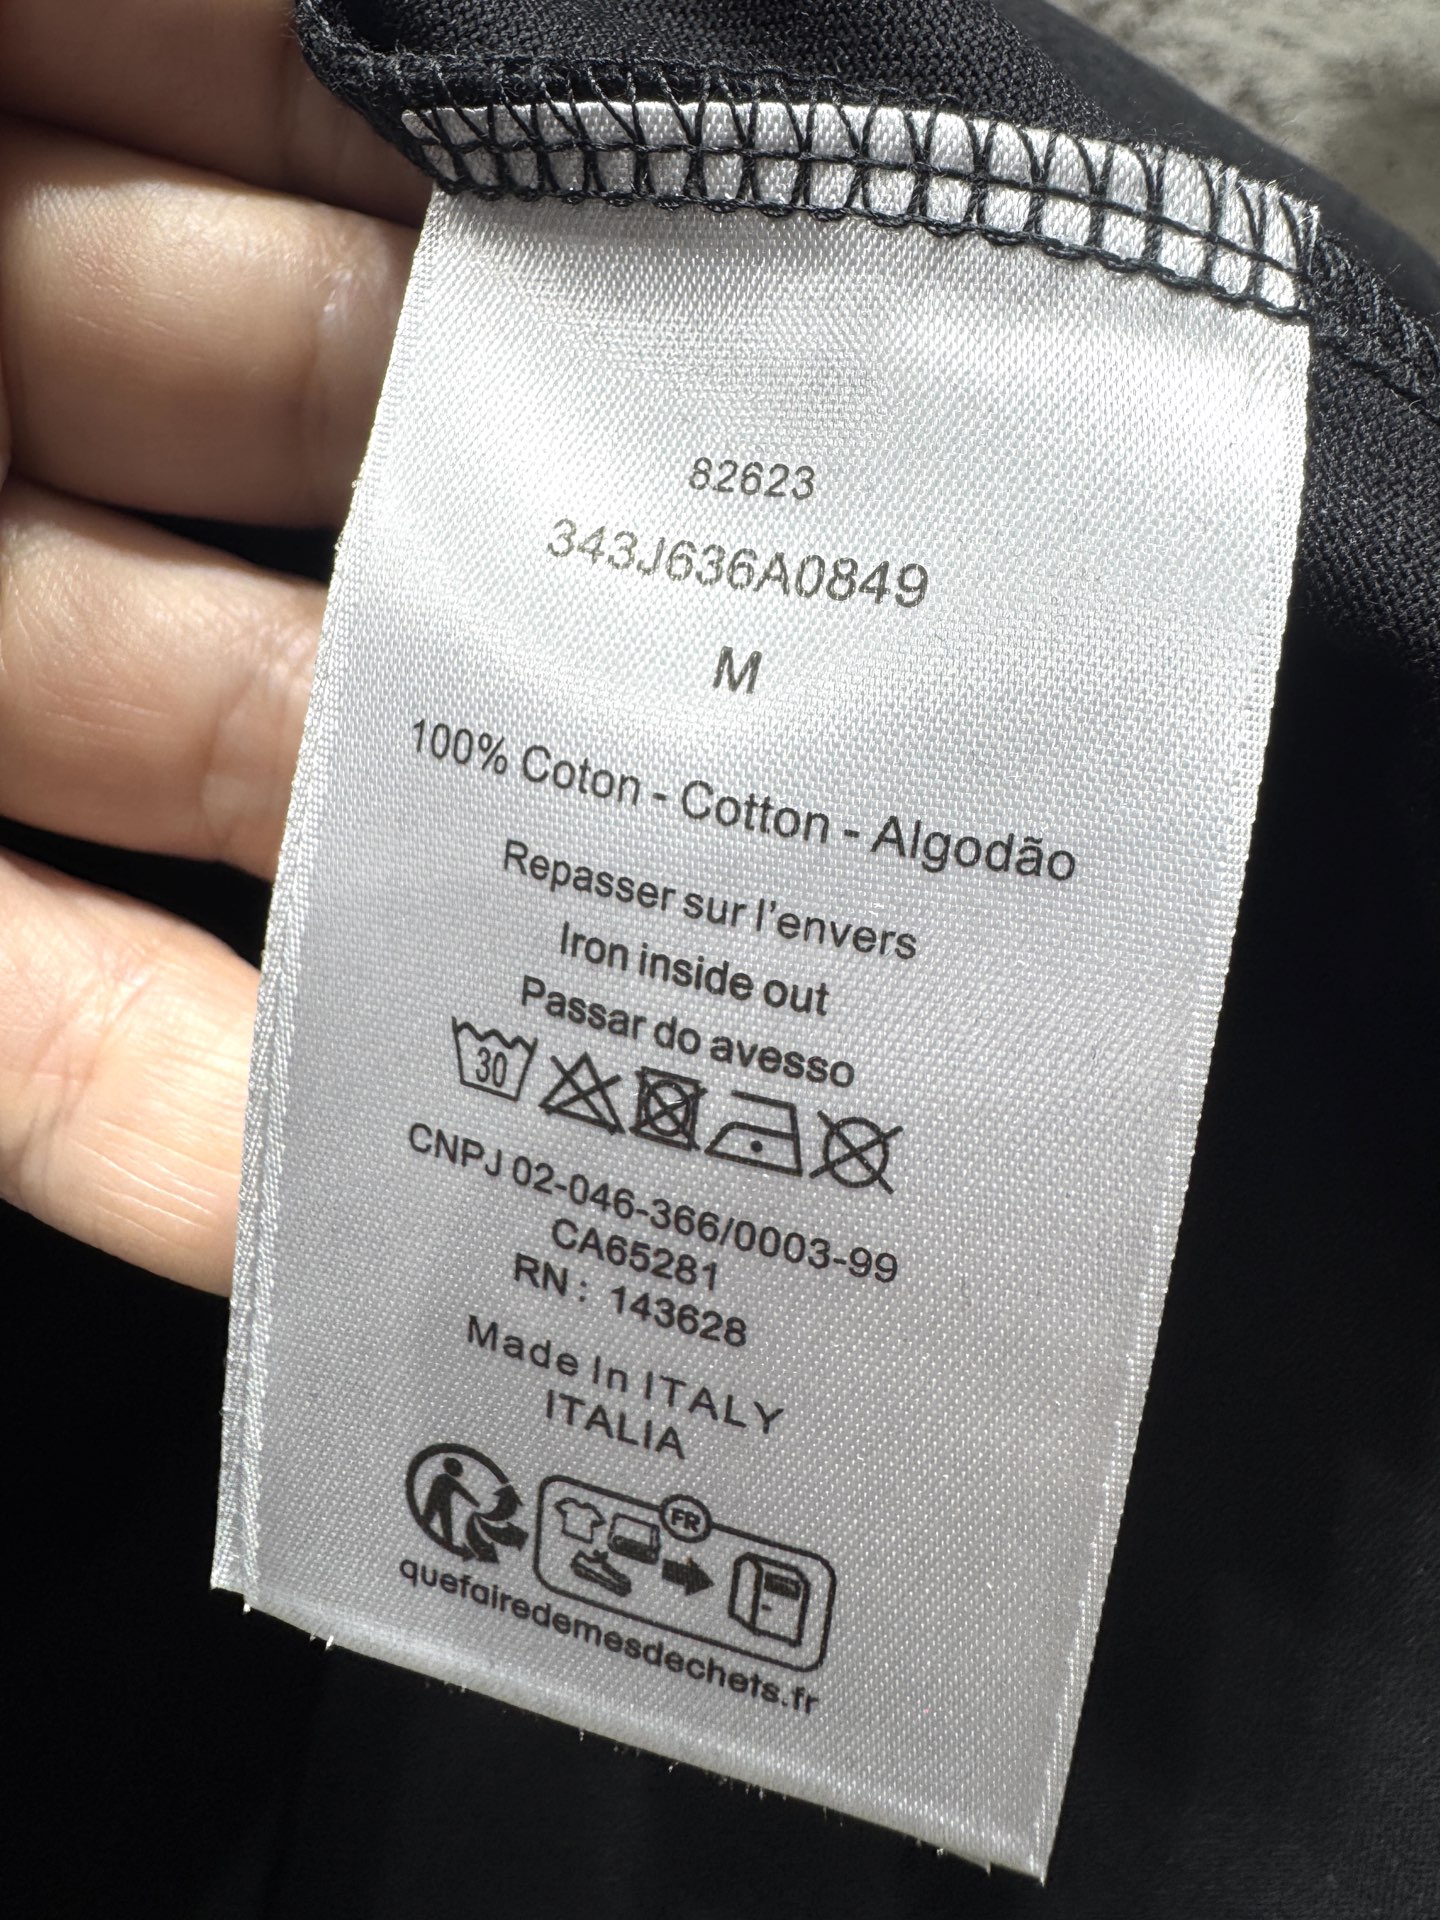 82623
343J636A0849
M
100% Coton - Cotton - Algodão
Repasser sur l'envers
Iron inside out
Passar do avesso
30
CNPJ 02-046-366/0003-99
CA65281
RN : 143628
Made In ITALY
ITALIA
FR
quefairedemesdechets.fr